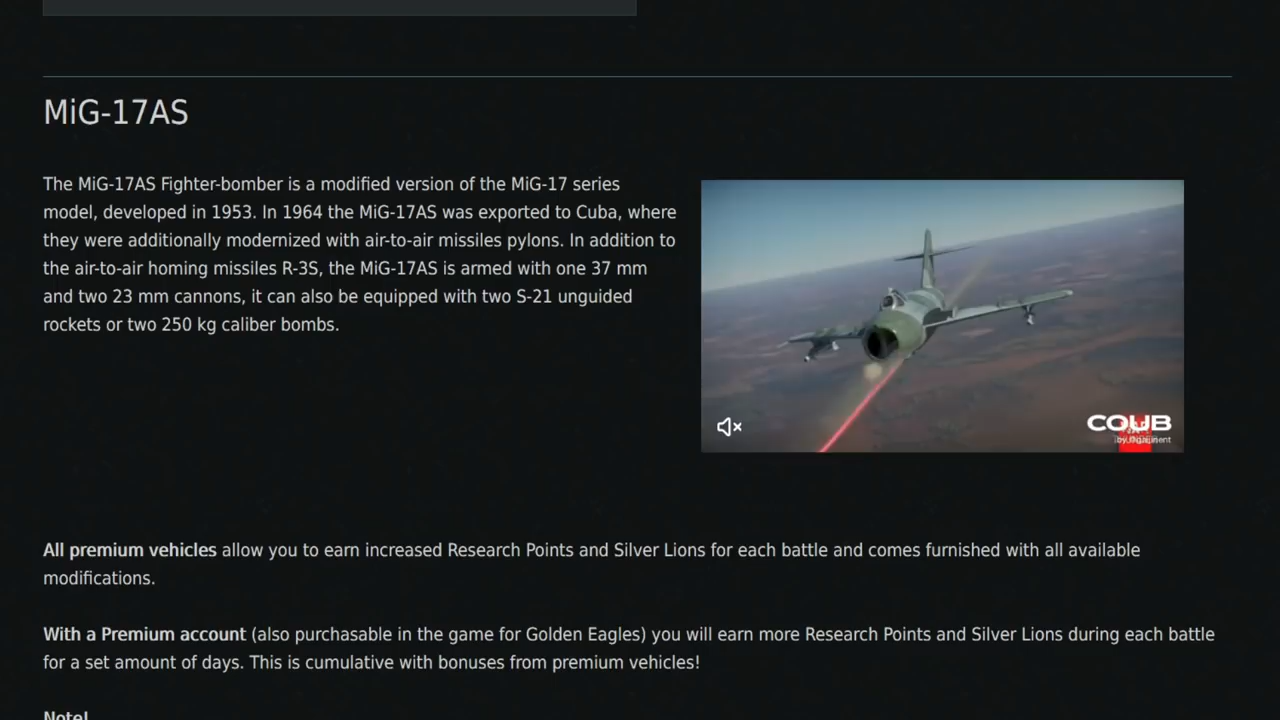 MiG-17AS
The MiG-17AS Fighter-bomber is a modified version of the MiG-17 series
model, developed in 1953. In 1964 the MiG-17AS was exported to Cuba, where
they were additionally modernized with air-to-air missiles pylons. In addition to
the air-to-air homing missiles R-3S, the MiG-17AS is armed with one 37 mm
and two 23 mm cannons, it can also be equipped with two S-21 unguided
rockets or two 250 kg caliber bombs.
COUB
All premium vehicles allow you to earn increased Research Points and Silver Lions for each battle and comes furnished with all available
modifications.
With a Premium account (also purchasable in the game for Golden Eagles) you will earn more Research Points and Silver Lions during each battle
for a set amount of days. This is cumulative with bonuses from premium vehicles!
Note!